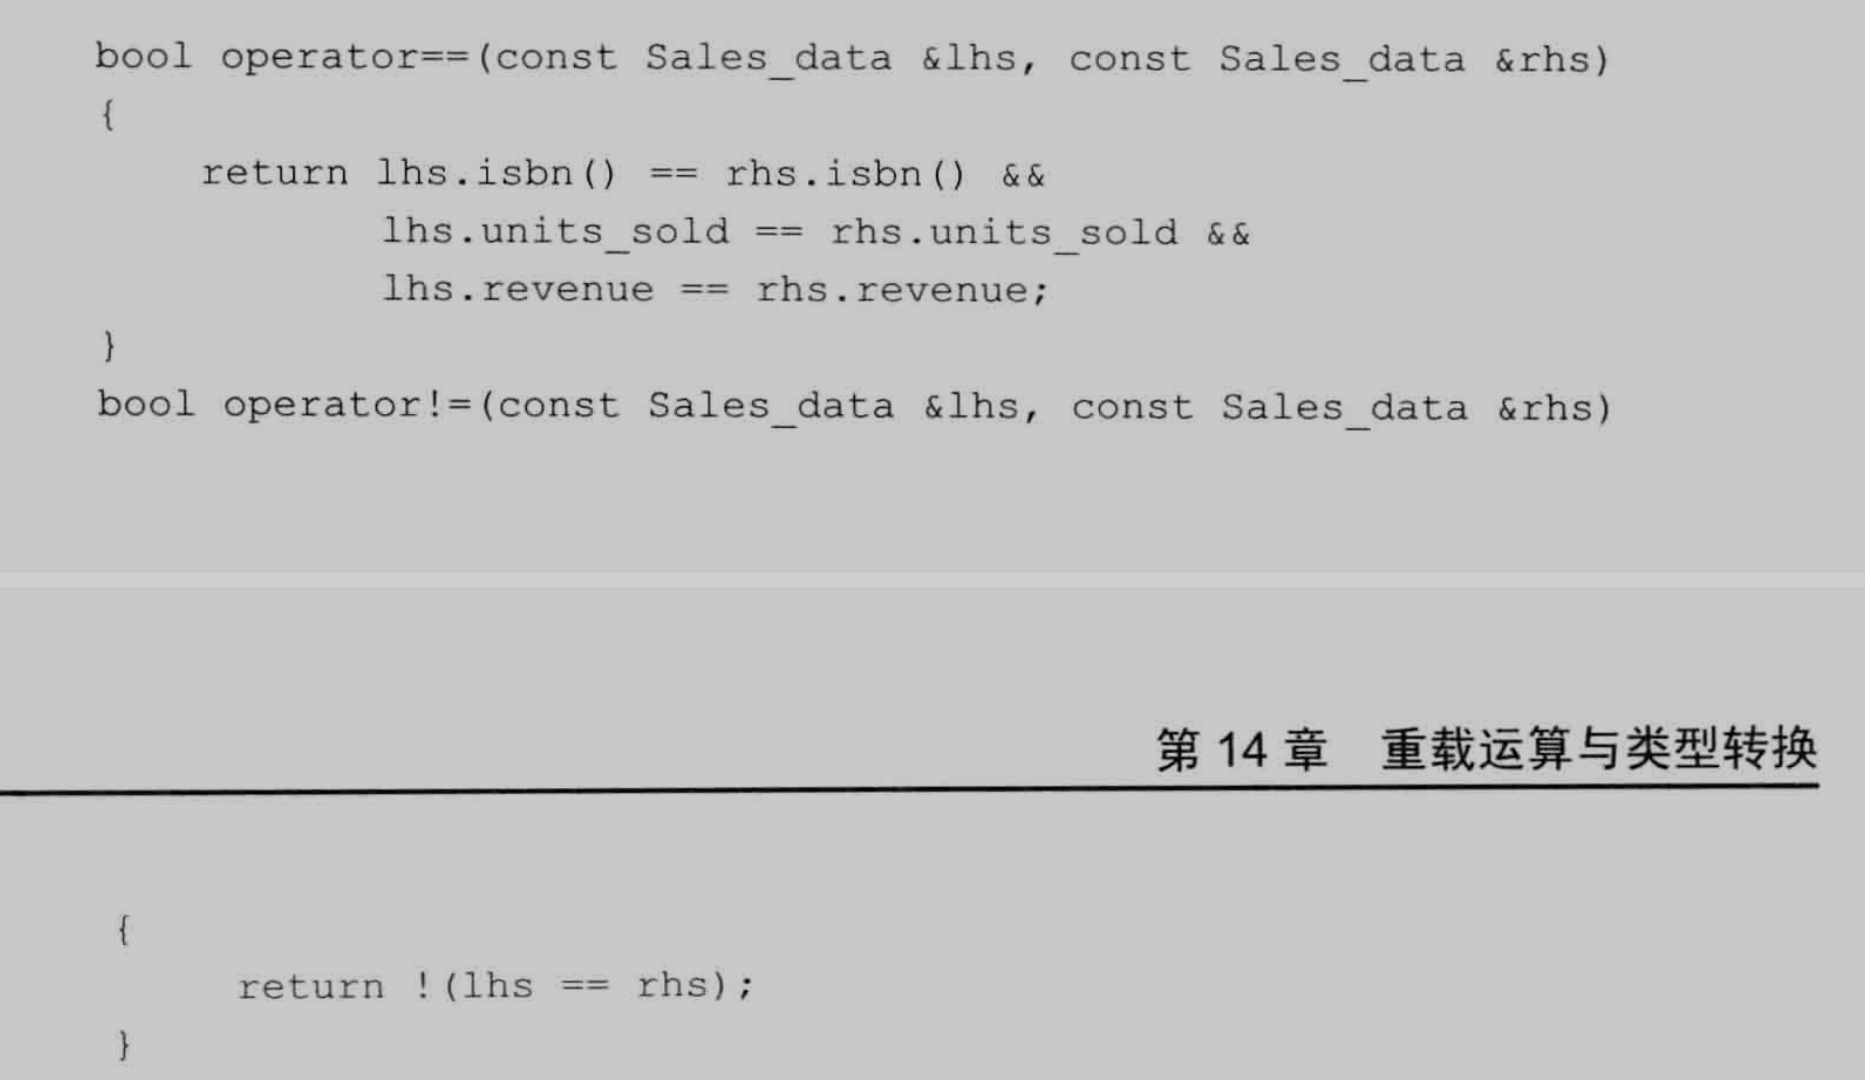 bool operator==(const Sales_data &lhs, const Sales_data &rhs)
{
    return lhs.isbn() == rhs.isbn() &&
           lhs.units_sold == rhs.units_sold &&
           lhs.revenue == rhs.revenue;
}
bool operator!=(const Sales_data &lhs, const Sales_data &rhs)
第 14 章 重载运算与类型转换
{
    return !(lhs == rhs);
}